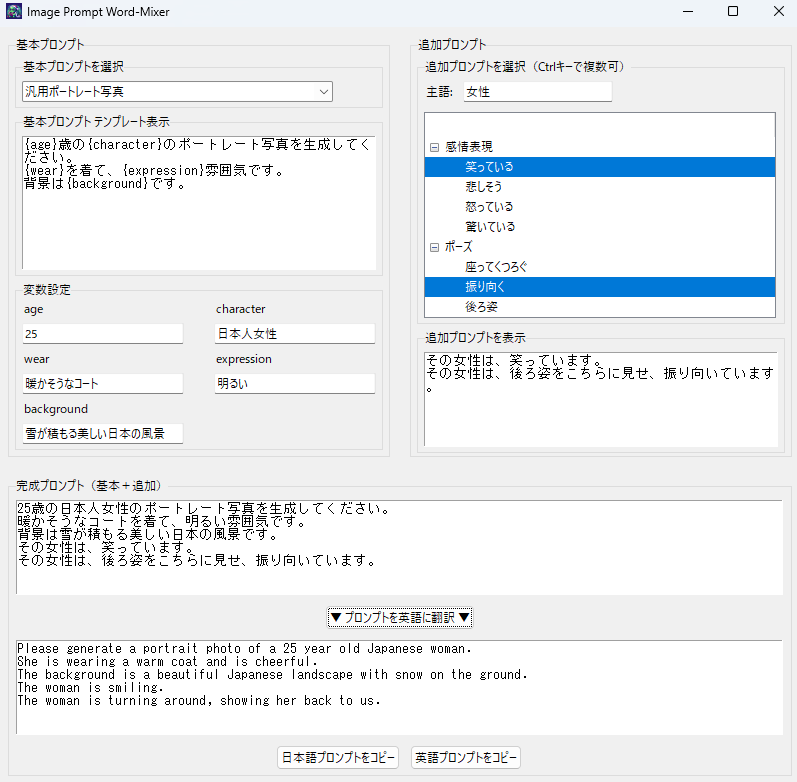 Image Prompt Word-Mixer
基本プロンプト
基本プロンプトを選択
汎用ポートレート写真
基本プロンプト テンプレート表示
{age}歳の{character}のポートレート写真を生成してく
ださい。
{wear}を着て、{expression}雰囲気です。
背景は{background}です。
変数設定
age
character
25
日本人女性
wear
expression
暖かそうなコート
明るい
background
雪が積もる美しい日本の風景
追加プロンプト
追加プロンプトを選択（Ctrlキーで複数可）
主語:
女性
感情表現
笑っている
悲しそう
怒っている
驚いている
ポーズ
座ってくつろぐ
振り向く
後ろ姿
追加プロンプトを表示
その女性は、笑っています。
その女性は、後ろ姿をこちらに見せ、振り向いています
。
完成プロンプト（基本＋追加）
25歳の日本人女性のポートレート写真を生成してください。
暖かそうなコートを着て、明るい雰囲気です。
背景は雪が積もる美しい日本の風景です。
その女性は、笑っています。
その女性は、後ろ姿をこちらに見せ、振り向いています。
▼ プロンプトを英語に翻訳 ▼
Please generate a portrait photo of a 25 year old Japanese woman.
She is wearing a warm coat and is cheerful.
The background is a beautiful Japanese landscape with snow on the ground.
The woman is smiling.
The woman is turning around, showing her back to us.
日本語プロンプトをコピー
英語プロンプトをコピー